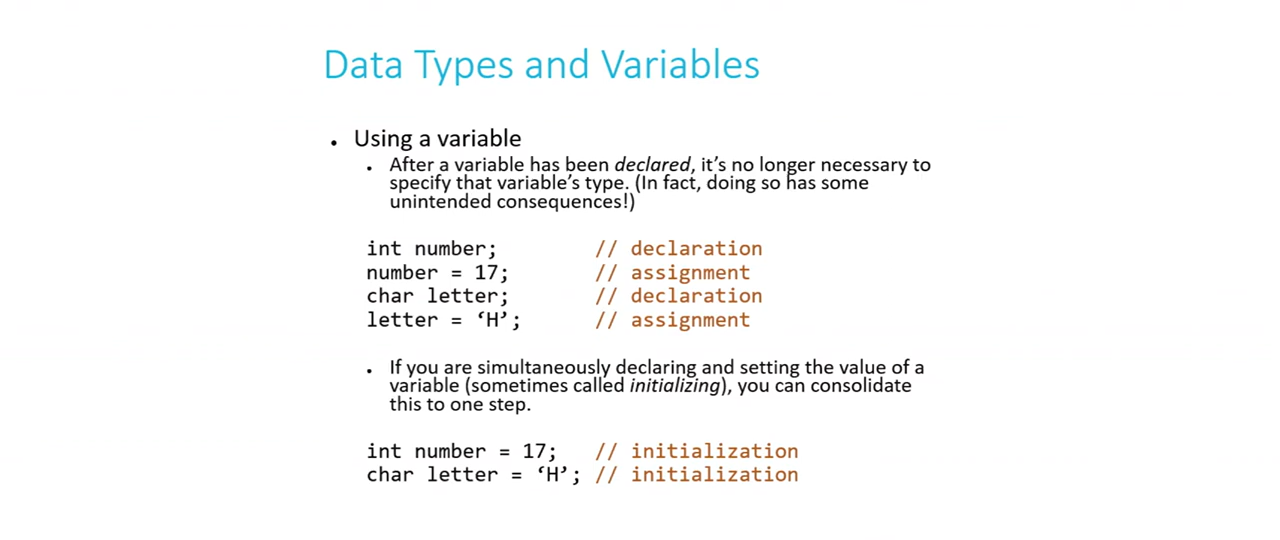 Data Types and Variables
• Using a variable
• After a variable has been declared, it’s no longer necessary to
specify that variable’s type. (In fact, doing so has some
unintended consequences!)
int number; // declaration
number = 17; // assignment
char letter; // declaration
letter = ‘H’; // assignment
• If you are simultaneously declaring and setting the value of a
variable (sometimes called initializing), you can consolidate
this to one step.
int number = 17; // initialization
char letter = ‘H’; // initialization